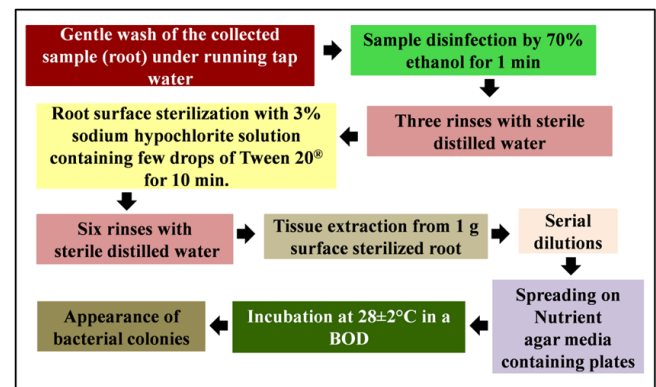 Gentle wash of the collected
sample (root) under running tap
water
Sample disinfection by 70%
ethanol for 1 min
Three rinses with sterile
distilled water
Root surface sterilization with 3%
sodium hypochlorite solution
containing few drops of Tween 20®
for 10 min.
Six rinses with
sterile distilled water
Tissue extraction from 1 g
surface sterilized root
Serial
dilutions
Spreading on
Nutrient
agar media
containing plates
Incubation at 28±2°C in a
BOD
Appearance of
bacterial colonies